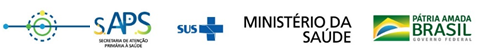 sAPS
SECRETARIA DE ATENÇÃO
PRIMÁRIA À SAÚDE
SUS
MINISTÉRIO DA
SAÚDE
PÁTRIA AMADA
BRASIL
GOVERNO FEDERAL